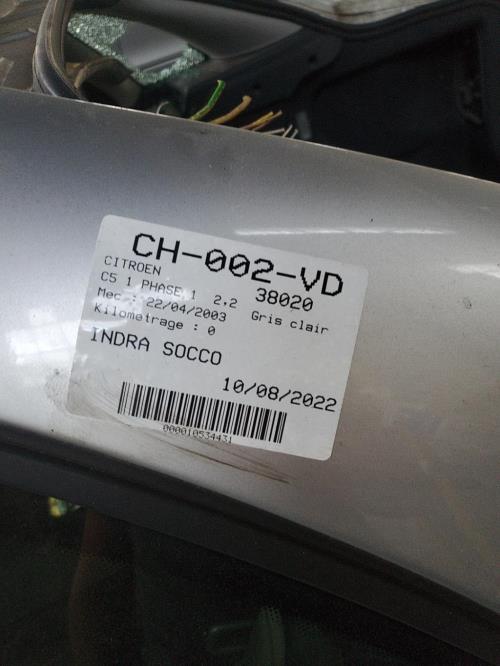 CH-002-VD
CITROEN 38020
C5 1 PHASE 1 2.2 Gris clair
Mec : 22/04/2003
Kilometrage : 0
INDRA SOCCO
10/08/2022
000010534431